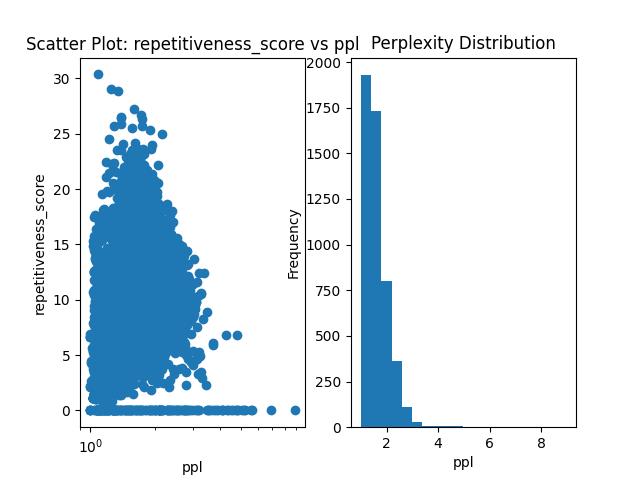 Scatter Plot: repetitiveness_score vs ppl
Perplexity Distribution
repetitiveness_score
30
25
20
15
10
5
0
10⁰
ppl
Frequency
2000
1750
1500
1250
1000
750
500
250
0
2 4 6 8
ppl